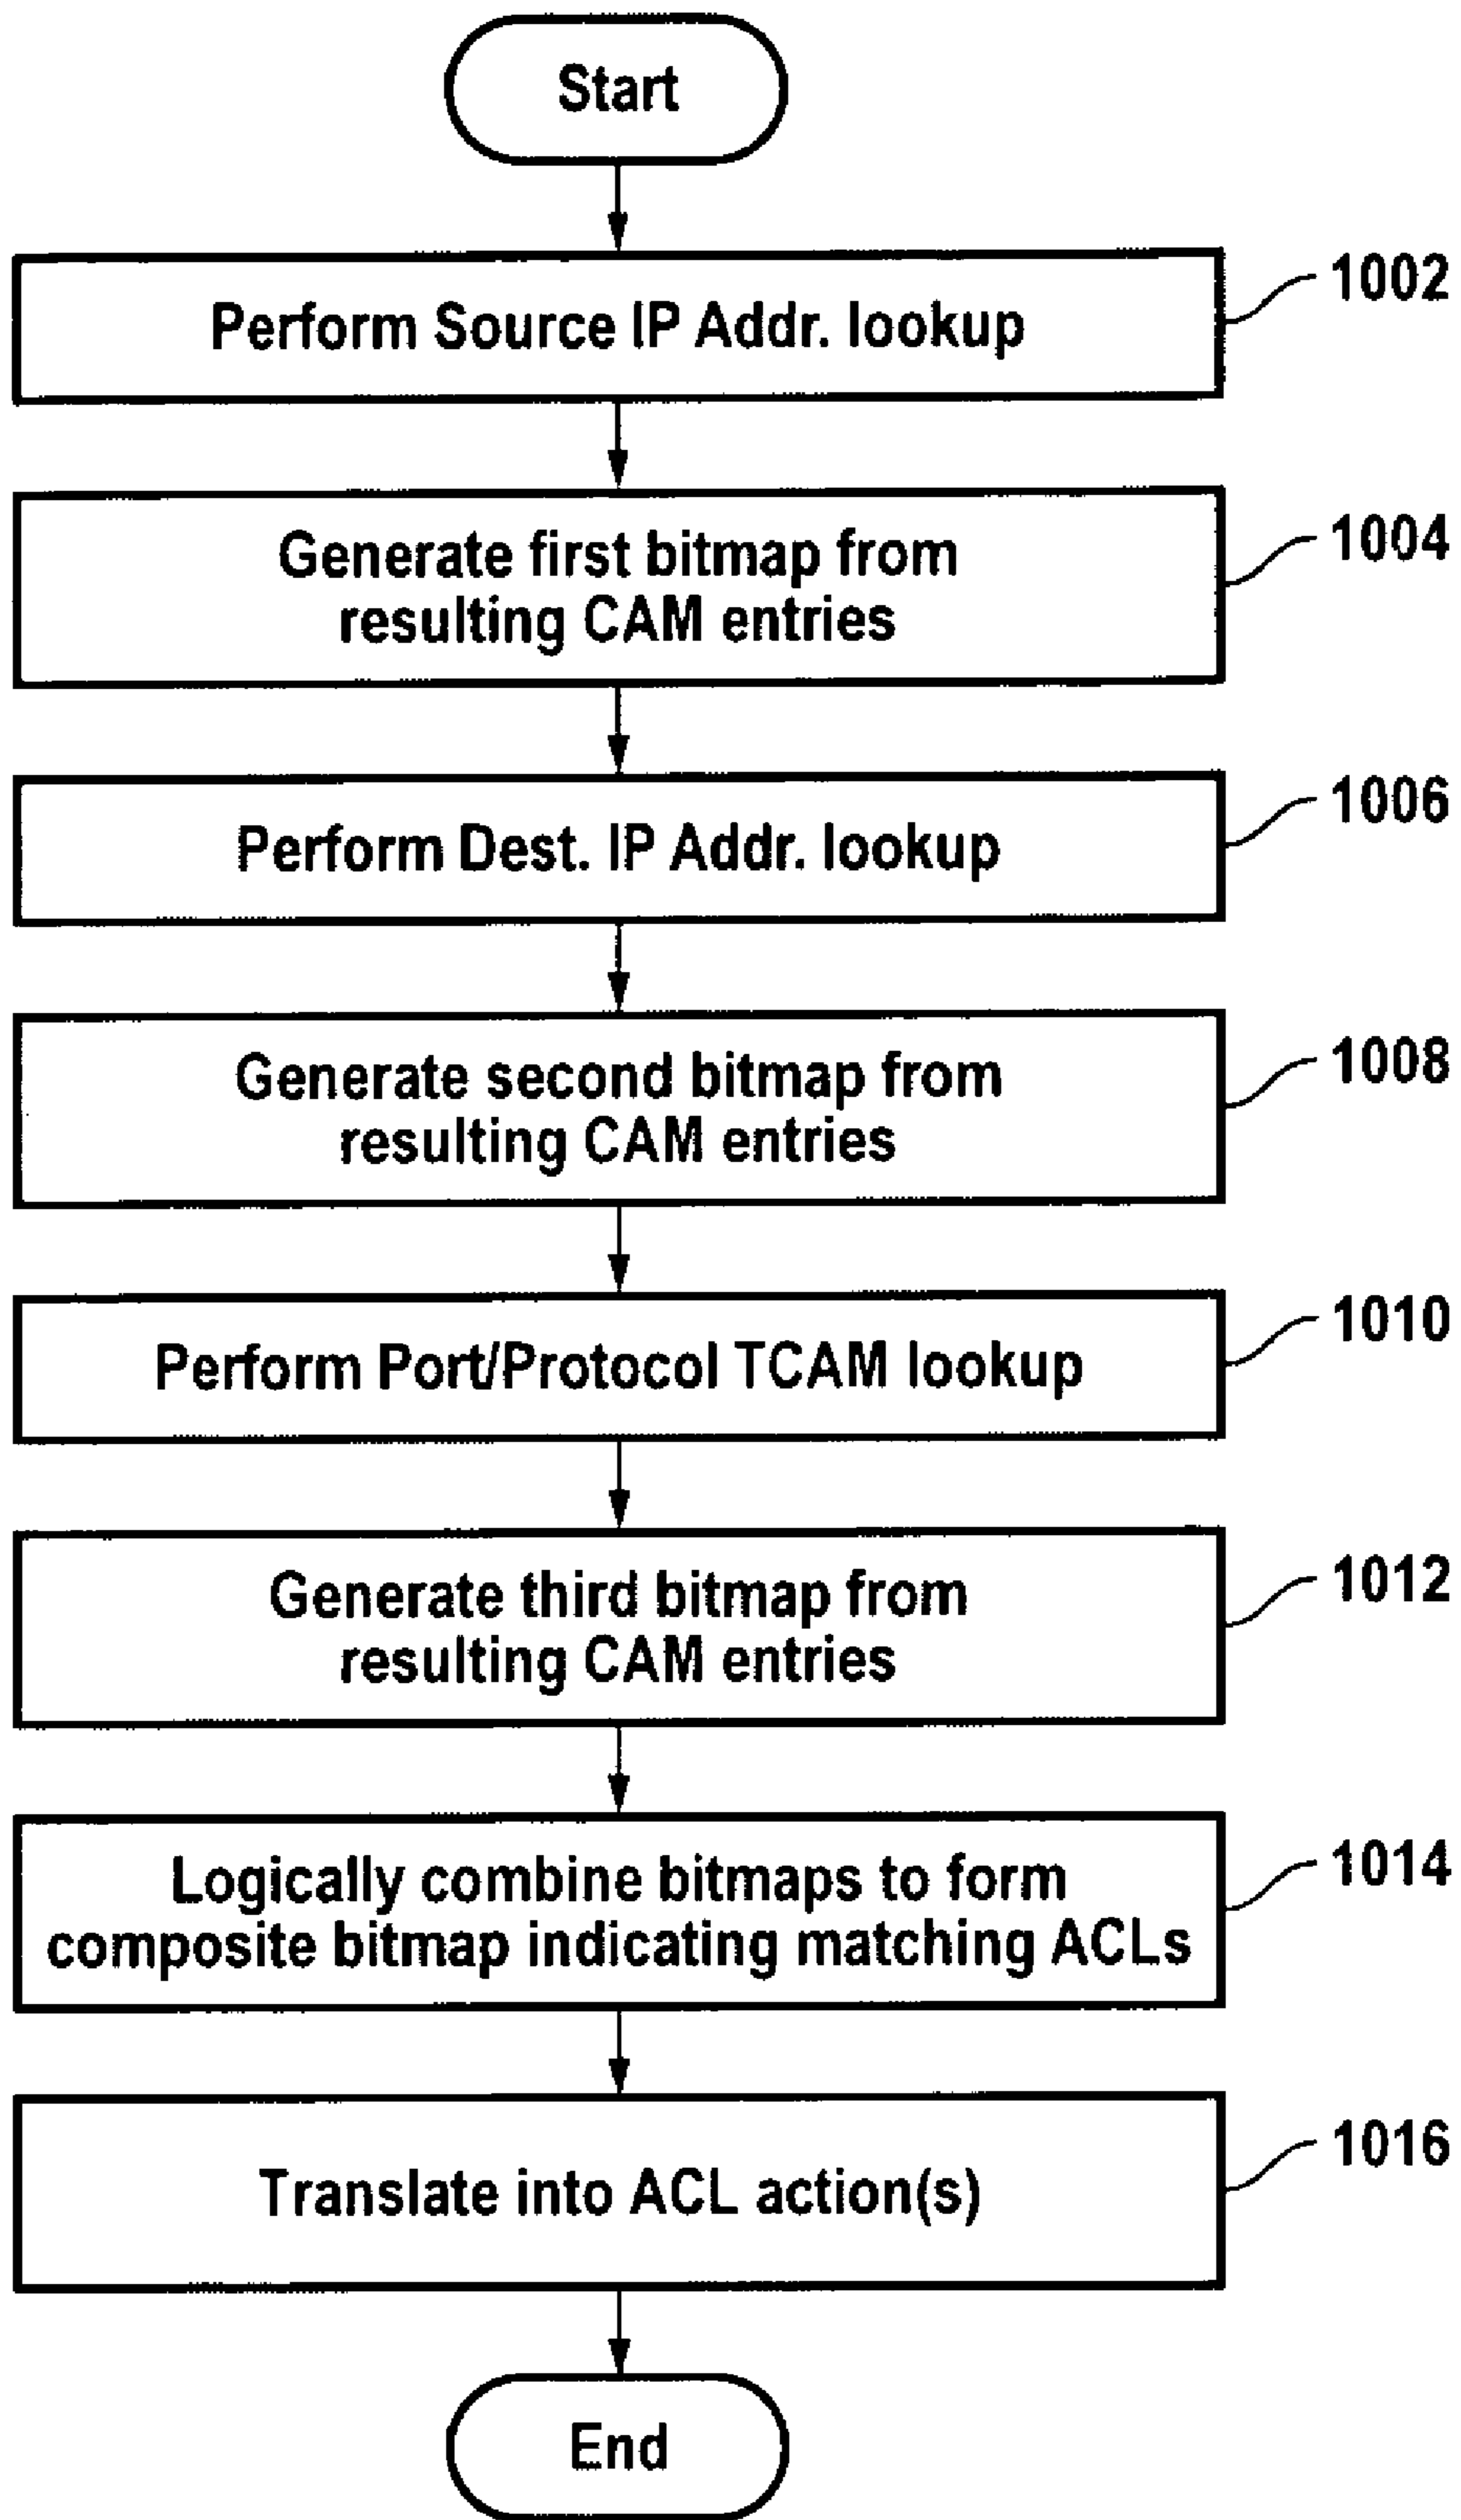 Start
Perform Source IP Addr. lookup
1002
Generate first bitmap from
resulting CAM entries
1004
Perform Dest. IP Addr. lookup
1006
Generate second bitmap from
resulting CAM entries
1008
Perform Port/Protocol TCAM lookup
1010
Generate third bitmap from
resulting CAM entries
1012
Logically combine bitmaps to form
composite bitmap indicating matching ACLs
1014
Translate into ACL action(s)
1016
End